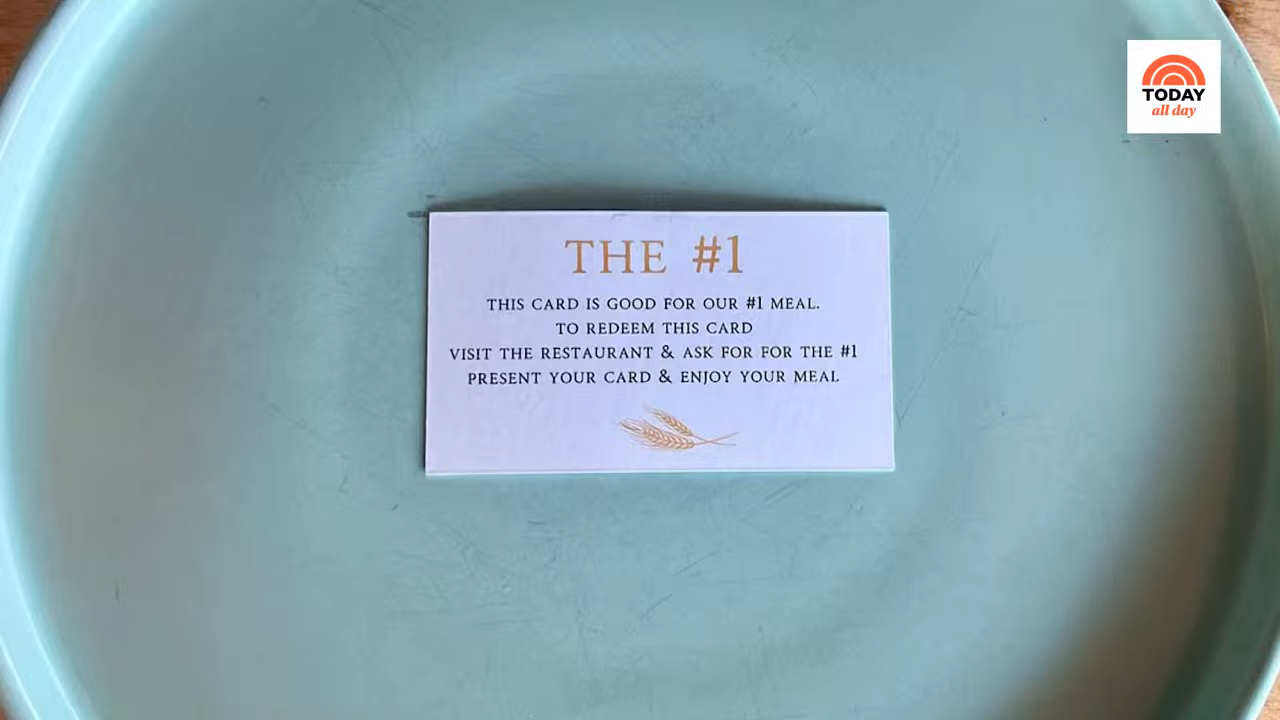 TODAY
all day
THE #1
THIS CARD IS GOOD FOR OUR #1 MEAL.
TO REDEEM THIS CARD
VISIT THE RESTAURANT & ASK FOR FOR THE #1
PRESENT YOUR CARD & ENJOY YOUR MEAL